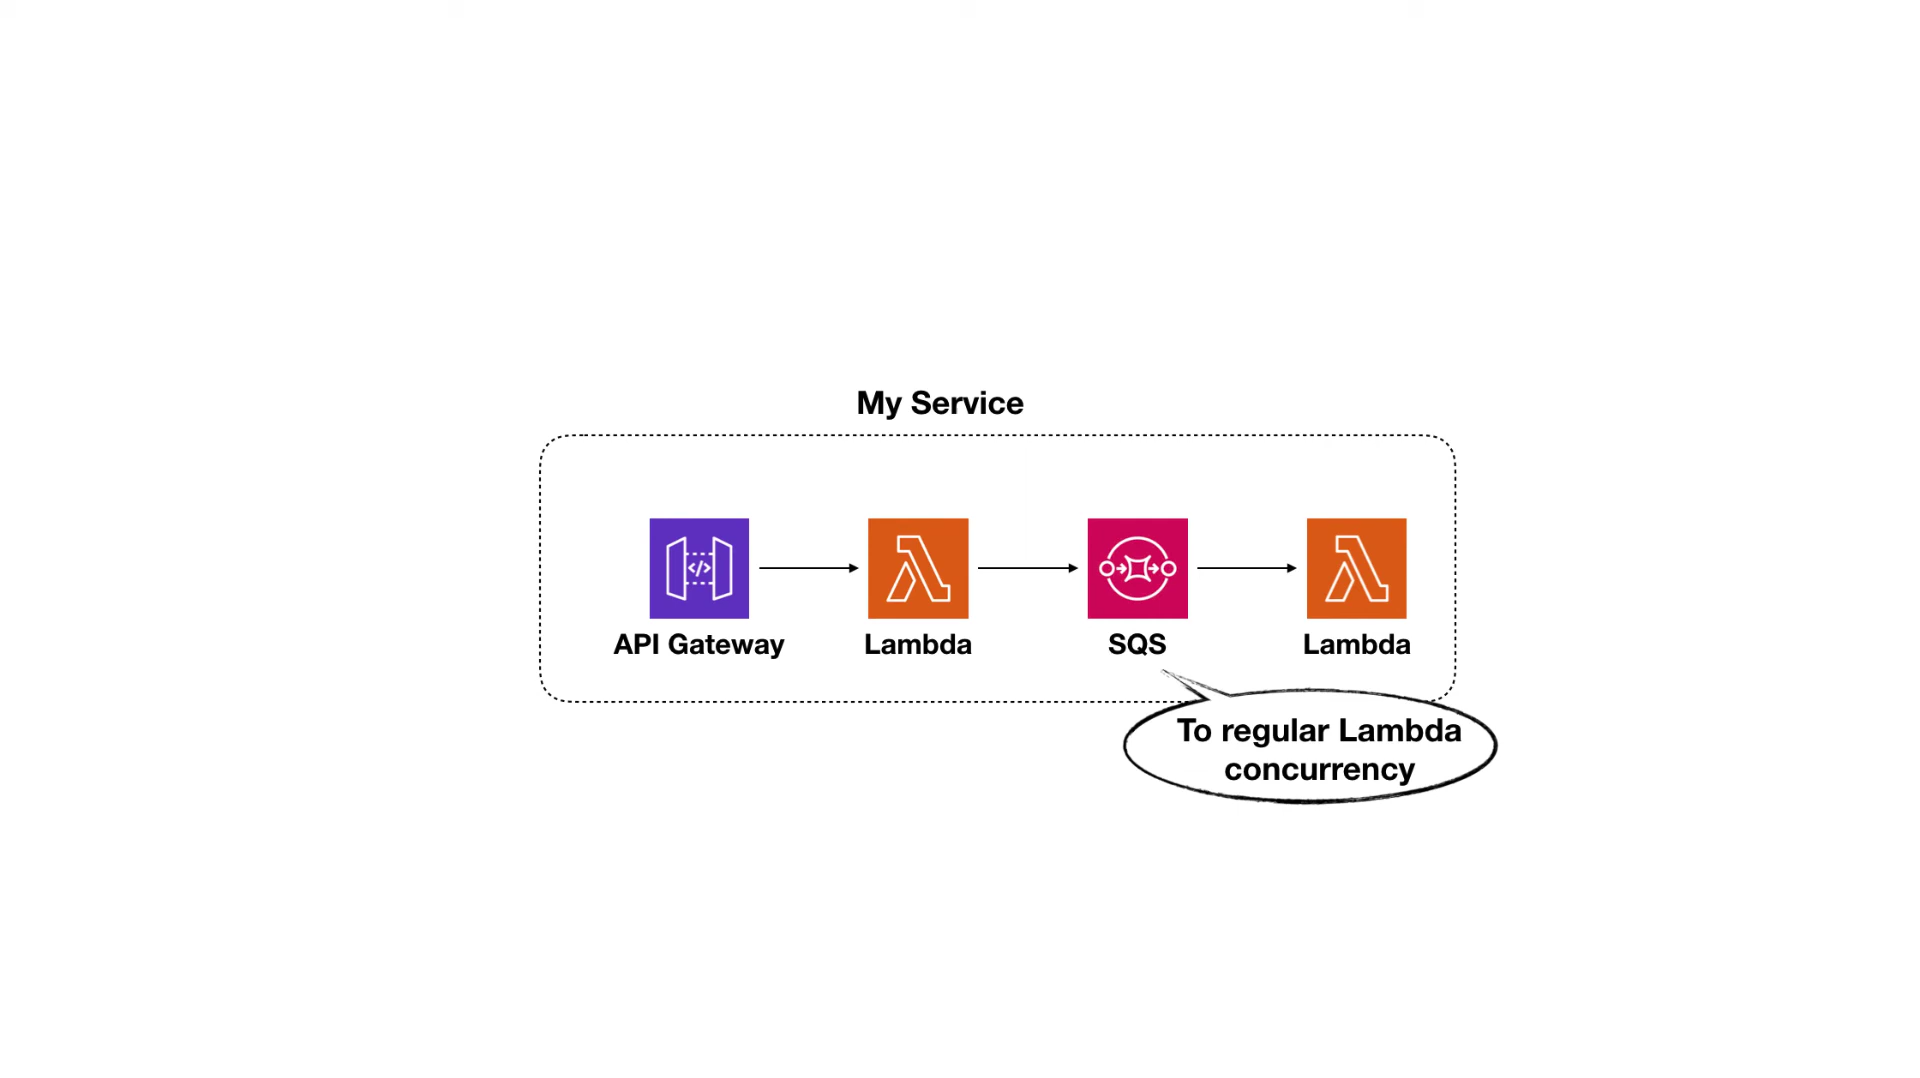 My Service
</>
API Gateway
Lambda
SQS
Lambda
To regular Lambda
concurrency